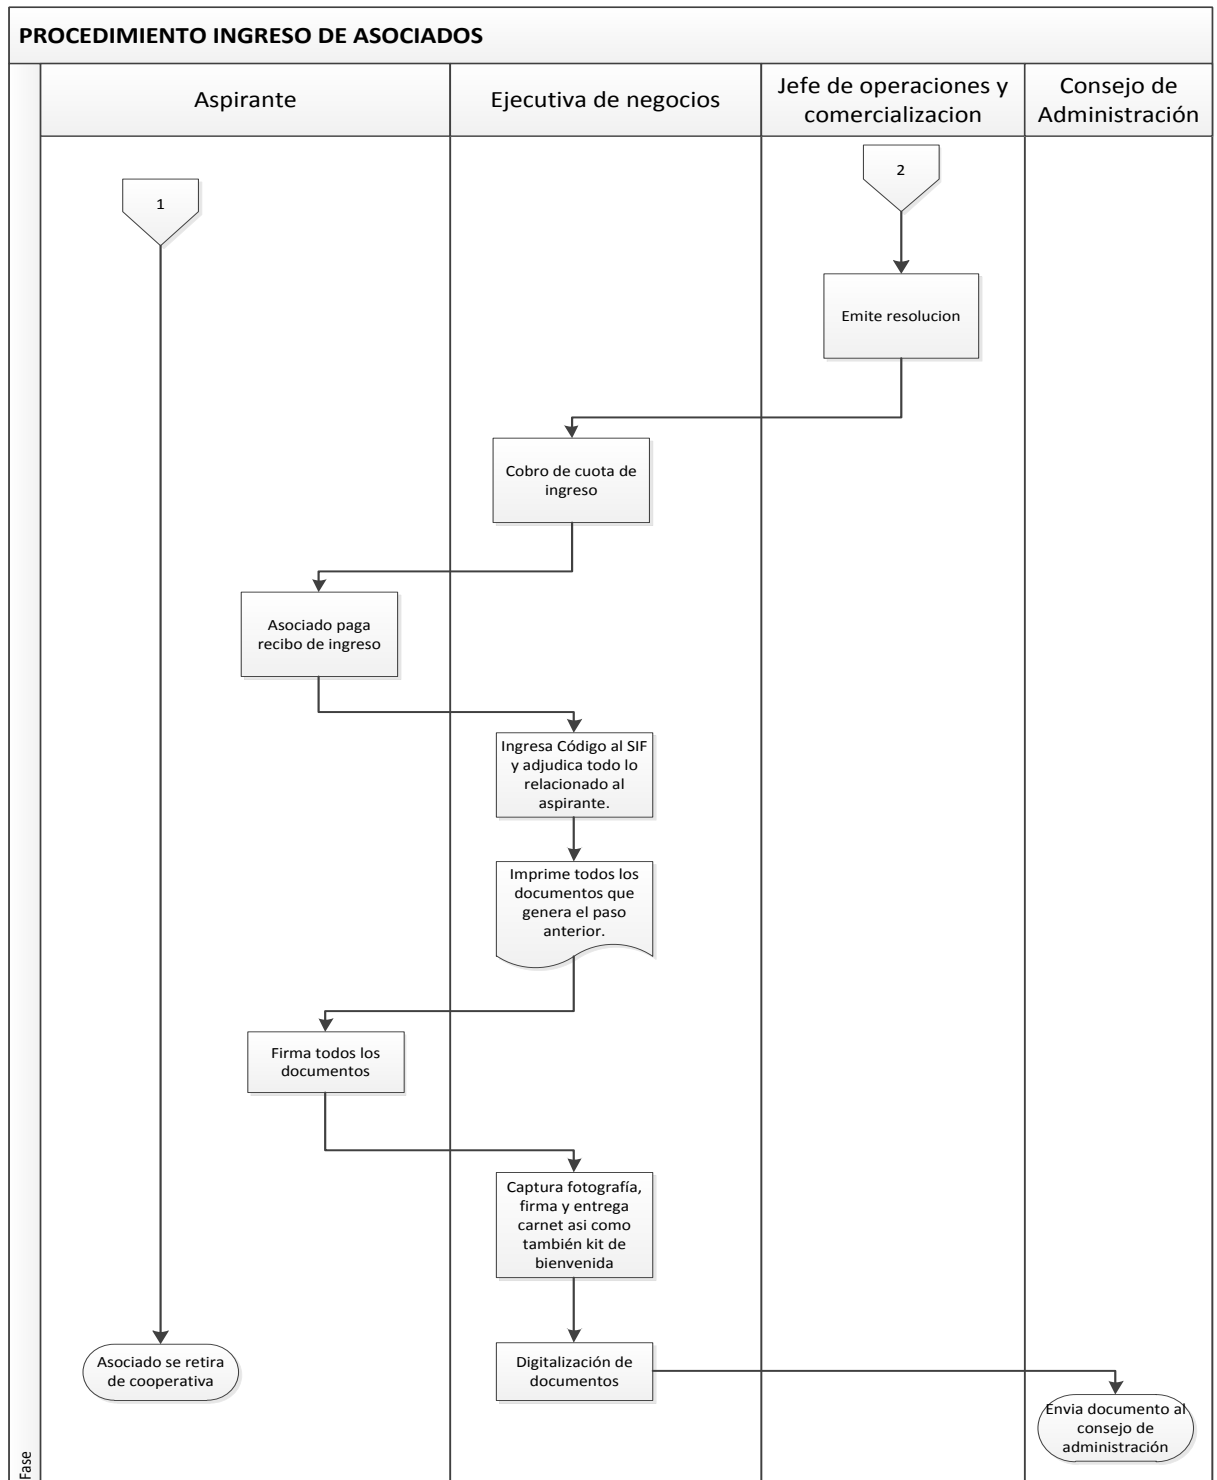 PROCEDIMIENTO INGRESO DE ASOCIADOS
Aspirante
Ejecutiva de negocios
Jefe de operaciones y
comercializacion
Consejo de
Administración
1
2
Emite resolucion
Cobro de cuota de
ingreso
Asociado paga
recibo de ingreso
Ingresa Código al SIF
y adjudica todo lo
relacionado al
aspirante.
Imprime todos los
documentos que
genera el paso
anterior.
Firma todos los
documentos
Captura fotografía,
firma y entrega
carnet asi como
también kit de
bienvenida
Asociado se retira
de cooperativa
Digitalización de
documentos
Envia documento al
consejo de
administración
Fase